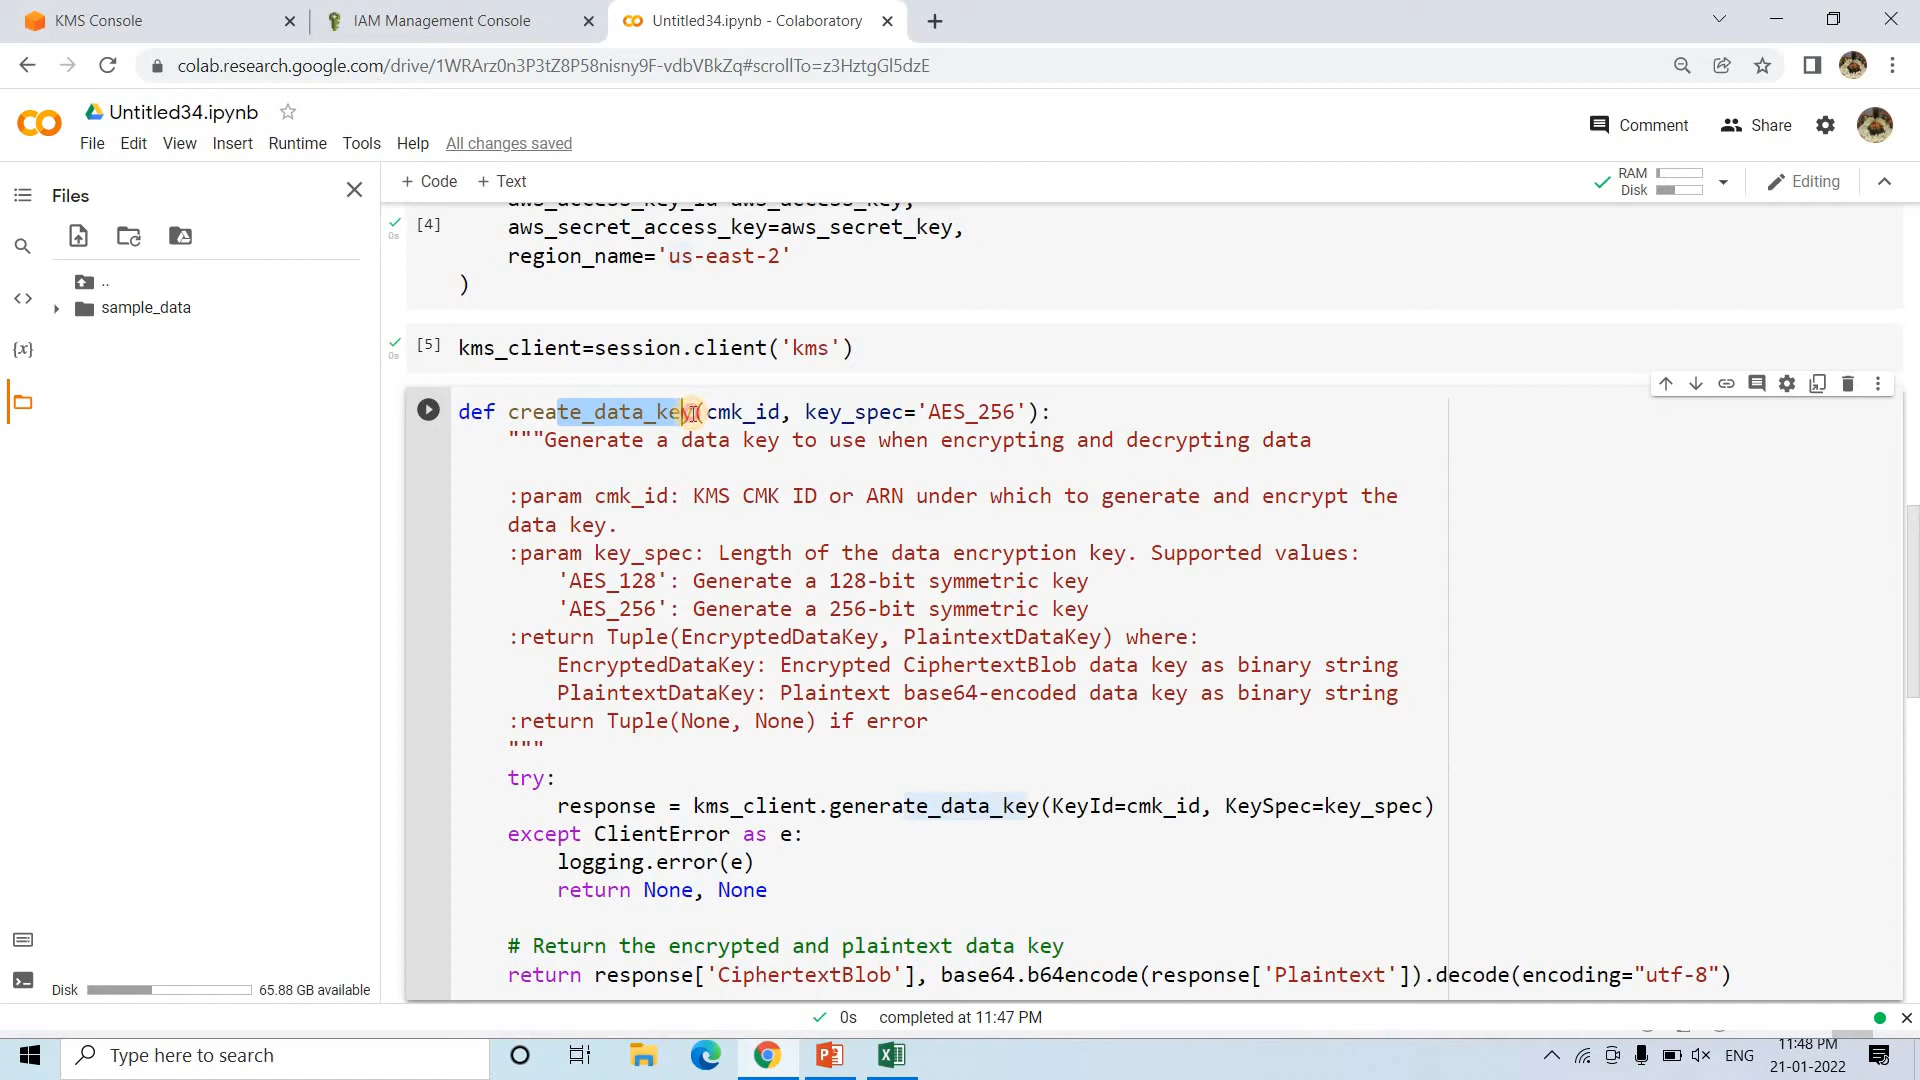 KMS Console
IAM Management Console
Untitled34.ipynb - Colaboratory
colab.research.google.com/drive/1WRArz0n3P3tZ8P58nisny9F-vdbVBkZq#scrollTo=z3HztgGl5dzE
Untitled34.ipynb
File Edit View Insert Runtime Tools Help All changes saved
Comment
Share
Files
+ Code + Text
RAM
Disk
Editing
..
sample_data
aws_access_key_id=aws_access_key,
[4]
0s
aws_secret_access_key=aws_secret_key,
region_name='us-east-2'
)
[5]
0s
kms_client=session.client('kms')
def create_data_key(cmk_id, key_spec='AES_256'):
"""Generate a data key to use when encrypting and decrypting data
:param cmk_id: KMS CMK ID or ARN under which to generate and encrypt the
data key.
:param key_spec: Length of the data encryption key. Supported values:
'AES_128': Generate a 128-bit symmetric key
'AES_256': Generate a 256-bit symmetric key
:return Tuple(EncryptedDataKey, PlaintextDataKey) where:
EncryptedDataKey: Encrypted CiphertextBlob data key as binary string
PlaintextDataKey: Plaintext base64-encoded data key as binary string
:return Tuple(None, None) if error
"""
try:
response = kms_client.generate_data_key(KeyId=cmk_id, KeySpec=key_spec)
except ClientError as e:
logging.error(e)
return None, None
# Return the encrypted and plaintext data key
return response['CiphertextBlob'], base64.b64encode(response['Plaintext']).decode(encoding="utf-8")
Disk
65.88 GB available
0s completed at 11:47 PM
Type here to search
ENG
11:48 PM
21-01-2022